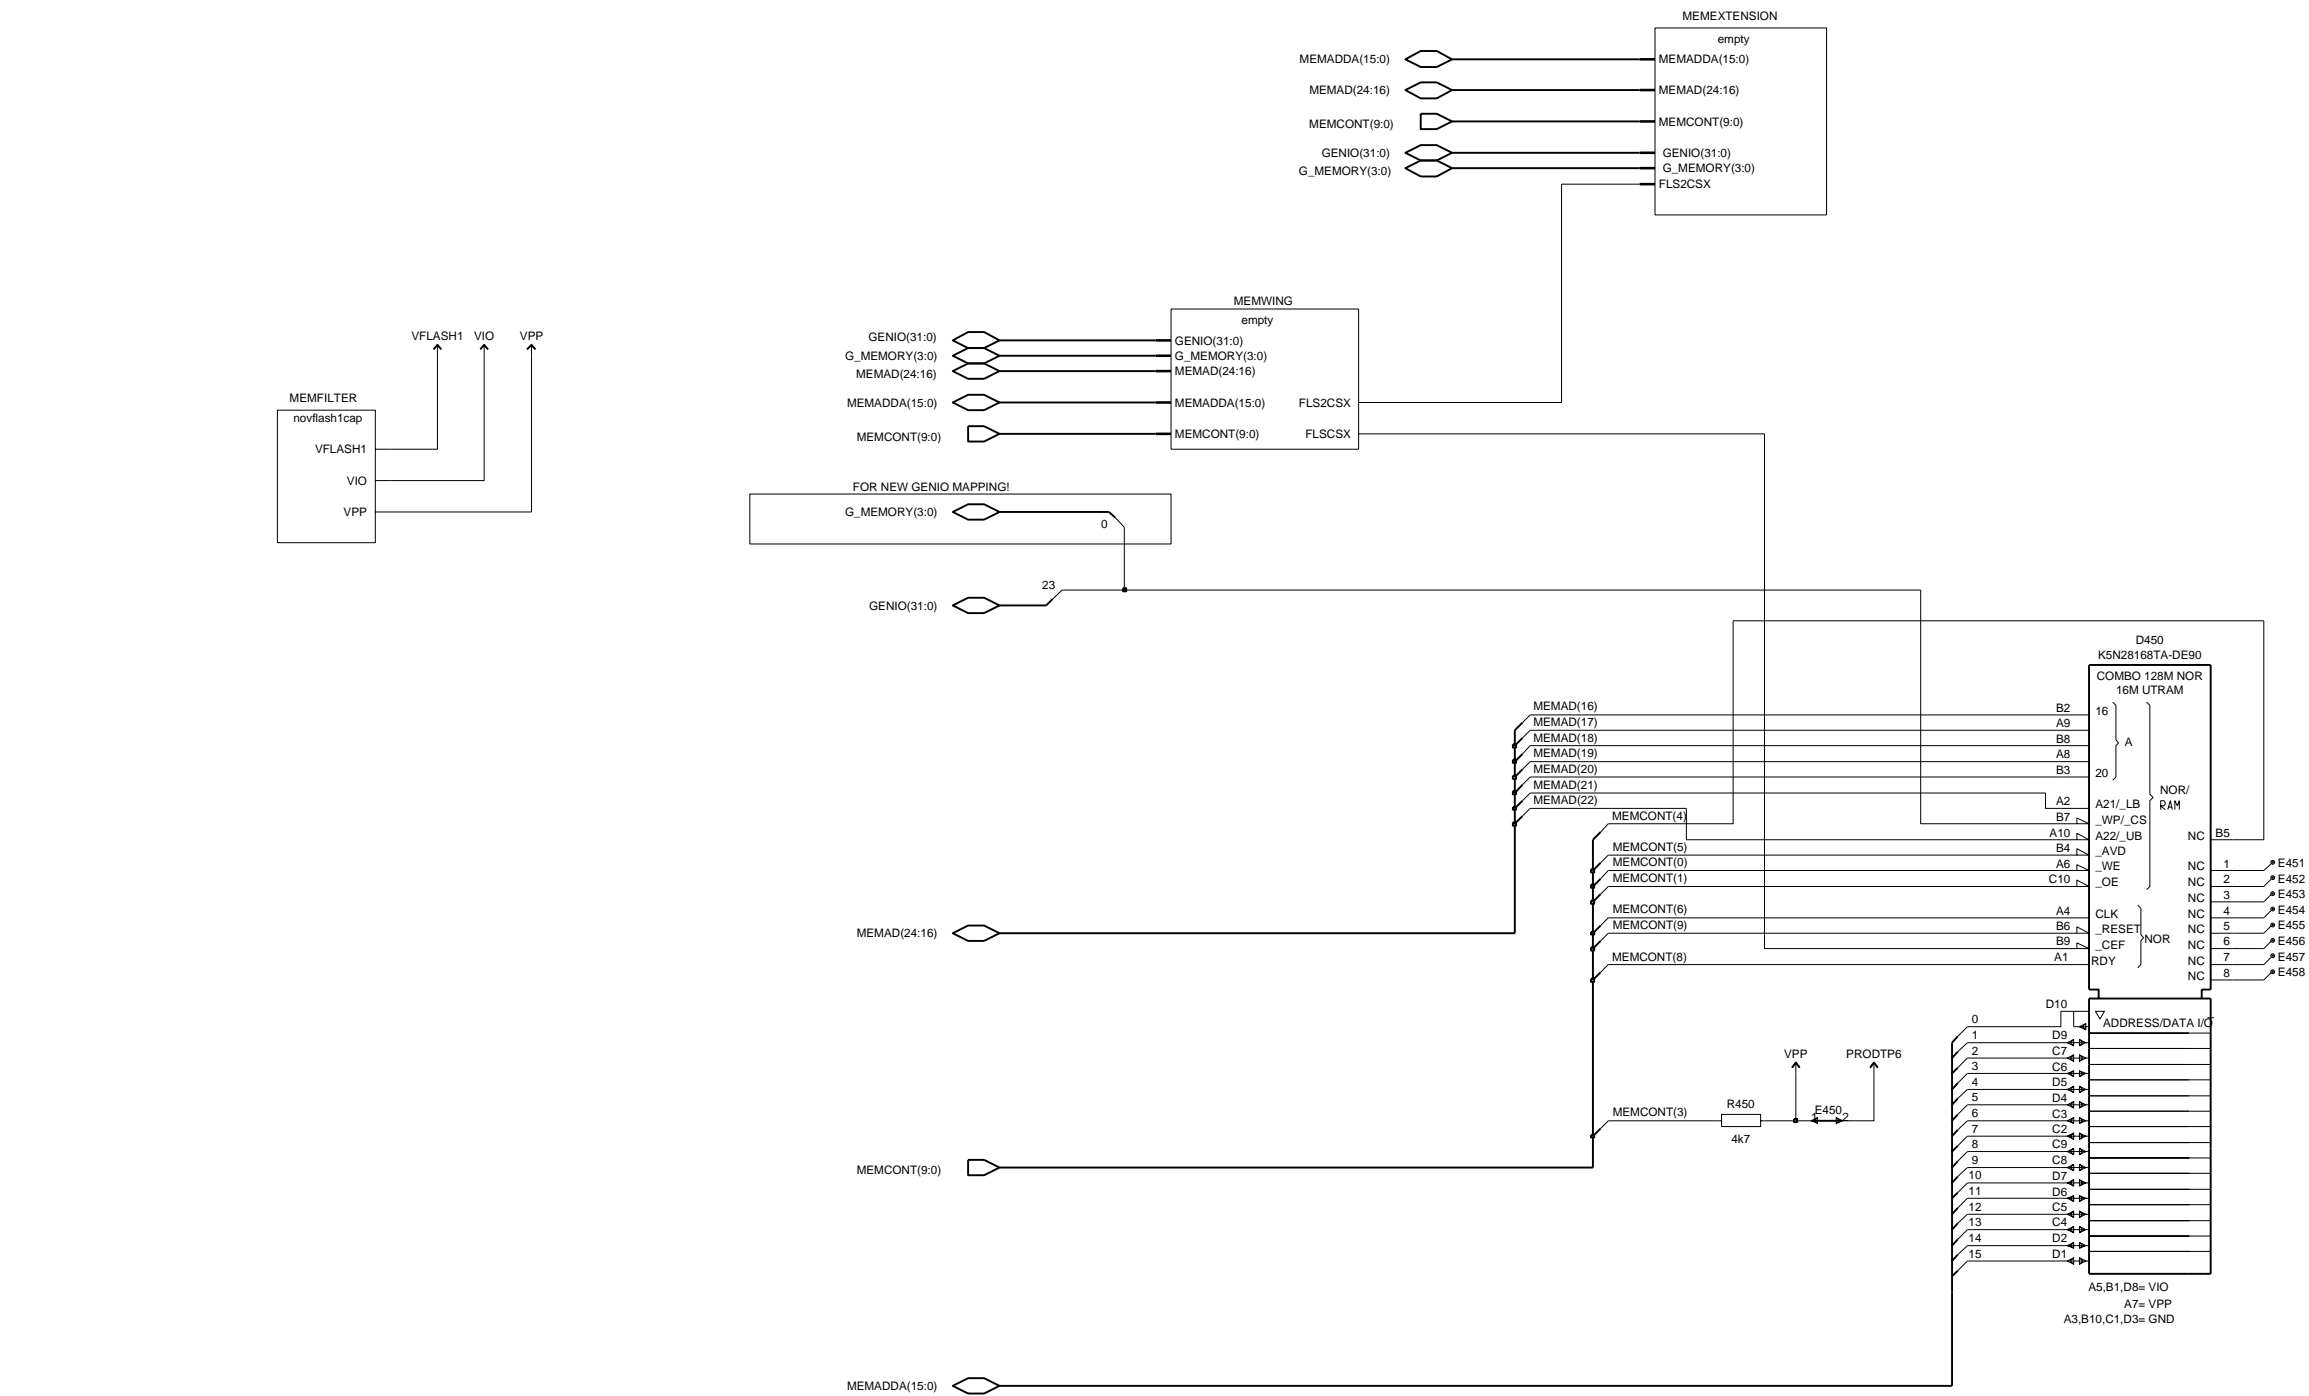 MEMEXTENSION
empty
MEMADDA(15:0)
MEMADDA(15:0)
MEMAD(24:16)
MEMAD(24:16)
MEMCONT(9:0)
MEMCONT(9:0)
GENIO(31:0)
GENIO(31:0)
G_MEMORY(3:0)
G_MEMORY(3:0)
FLS2CSX
MEMWING
empty
GENIO(31:0)
GENIO(31:0)
G_MEMORY(3:0)
G_MEMORY(3:0)
MEMAD(24:16)
MEMAD(24:16)
MEMADDA(15:0)
MEMADDA(15:0)
FLS2CSX
MEMCONT(9:0)
MEMCONT(9:0)
FLSCSX
VFLASH1
VIO
VPP
MEMFILTER
novflash1cap
VFLASH1
VIO
VPP
FOR NEW GENIO MAPPING!
G_MEMORY(3:0)
0
23
GENIO(31:0)
D450
K5N28168TA-DE90
COMBO 128M NOR
16M UTRAM
MEMAD(16)
B2
16
MEMAD(17)
A9
MEMAD(18)
B8
A
MEMAD(19)
A8
MEMAD(20)
B3
20
MEMAD(21)
A2
A21/_LB
NOR/
RAM
MEMAD(22)
B7
_WP/_CS
MEMCONT(4)
A10
A22/_UB
NC
B5
MEMCONT(5)
B4
_AVD
MEMCONT(0)
A6
_WE
NC
1
E451
MEMCONT(1)
C10
_OE
NC
2
E452
NC
3
E453
MEMCONT(6)
A4
CLK
NC
4
E454
MEMCONT(9)
B6
_RESET
NOR
NC
5
E455
B9
_CEF
NC
6
E456
MEMCONT(8)
A1
RDY
NC
7
E457
NC
8
E458
MEMAD(24:16)
D10
ADDRESS/DATA I/O
0
1
D9
2
C7
3
C6
4
D5
5
D4
6
C3
7
C2
8
C9
9
C8
10
D7
11
D6
12
C5
13
C4
14
D2
15
D1
VPP
PRODTP6
MEMCONT(3)
R450
4k7
1
E450
2
MEMCONT(9:0)
A5,B1,D8= VIO
A7= VPP
A3,B10,C1,D3= GND
MEMADDA(15:0)